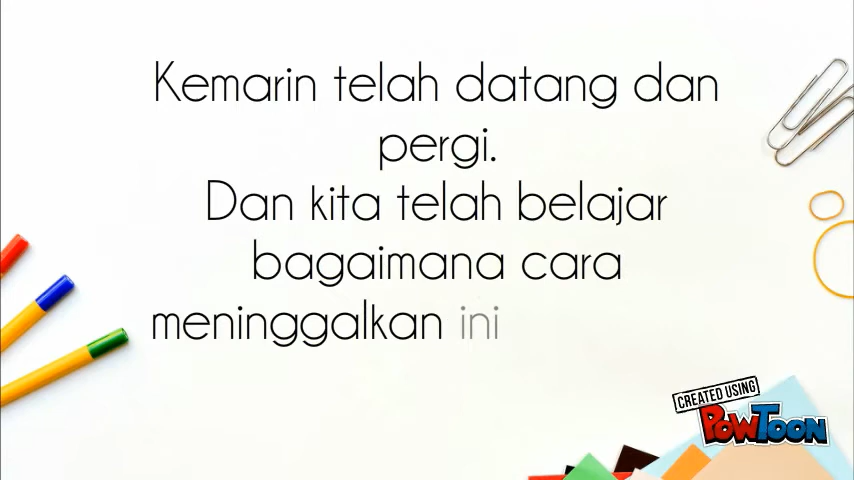 Kemarin telah datang dan
pergi.
Dan kita telah belajar
bagaimana cara
meninggalkan ini
CREATED USING
POWTOON